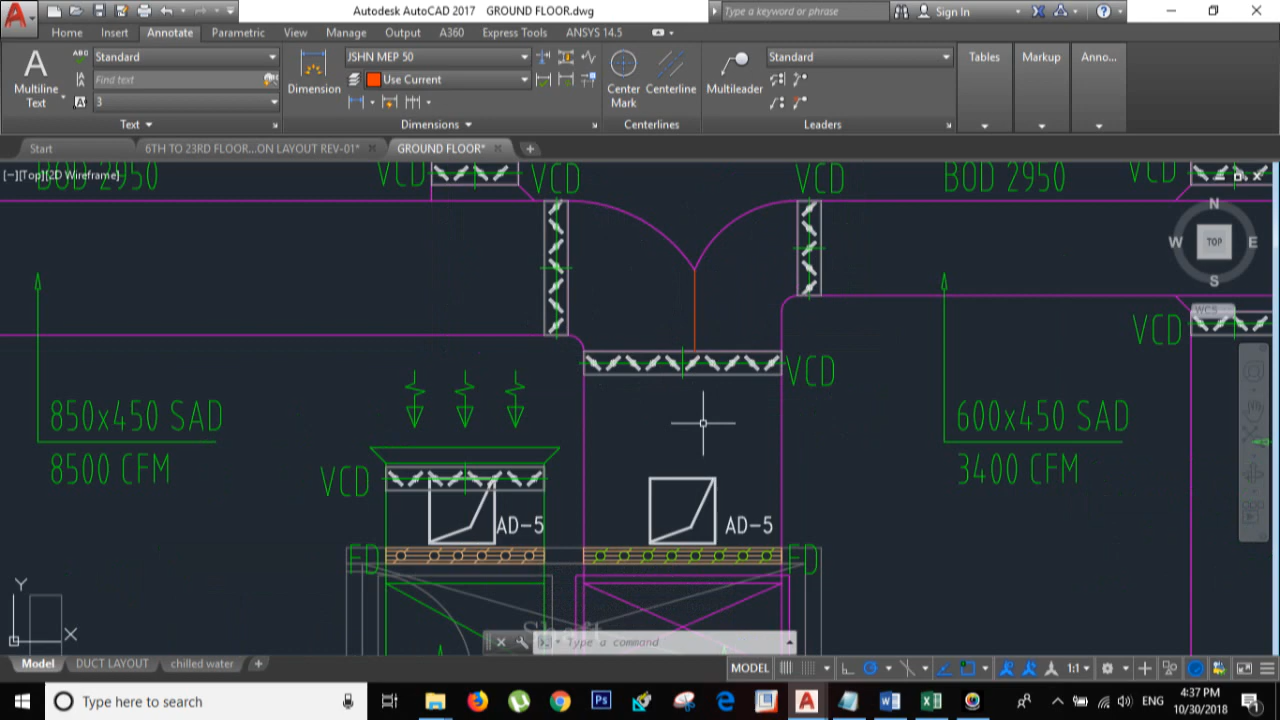 Autodesk AutoCAD 2017 GROUND FLOOR.dwg
Type a keyword or phrase
Sign In
Home Insert Annotate Parametric View Manage Output A360 Express Tools ANSYS 14.5
A
Multiline
Text
ABC
Standard
Find text
3
Text
Dimension
JSHN MEP 50
Use Current
Dimensions
Center
Mark
Centerline
Centerlines
Multileader
Standard
Leaders
Tables
Markup
Anno...
Start
6TH TO 23RD FLOOR...ON LAYOUT REV-01*
GROUND FLOOR*
[−][Top][2D Wireframe]
BOD 2950
VCD
VCD
VCD
BOD 2950
VCD
N
W
TOP
E
S
WCS
VCD
VCD
850x450 SAD
8500 CFM
600x450 SAD
3400 CFM
VCD
AD-5
AD-5
FD
FD
Shaft
Y
X
Type a command
Model
DUCT LAYOUT
chilled water
MODEL
1:1
Type here to search
Ps
ENG
4:37 PM
10/30/2018